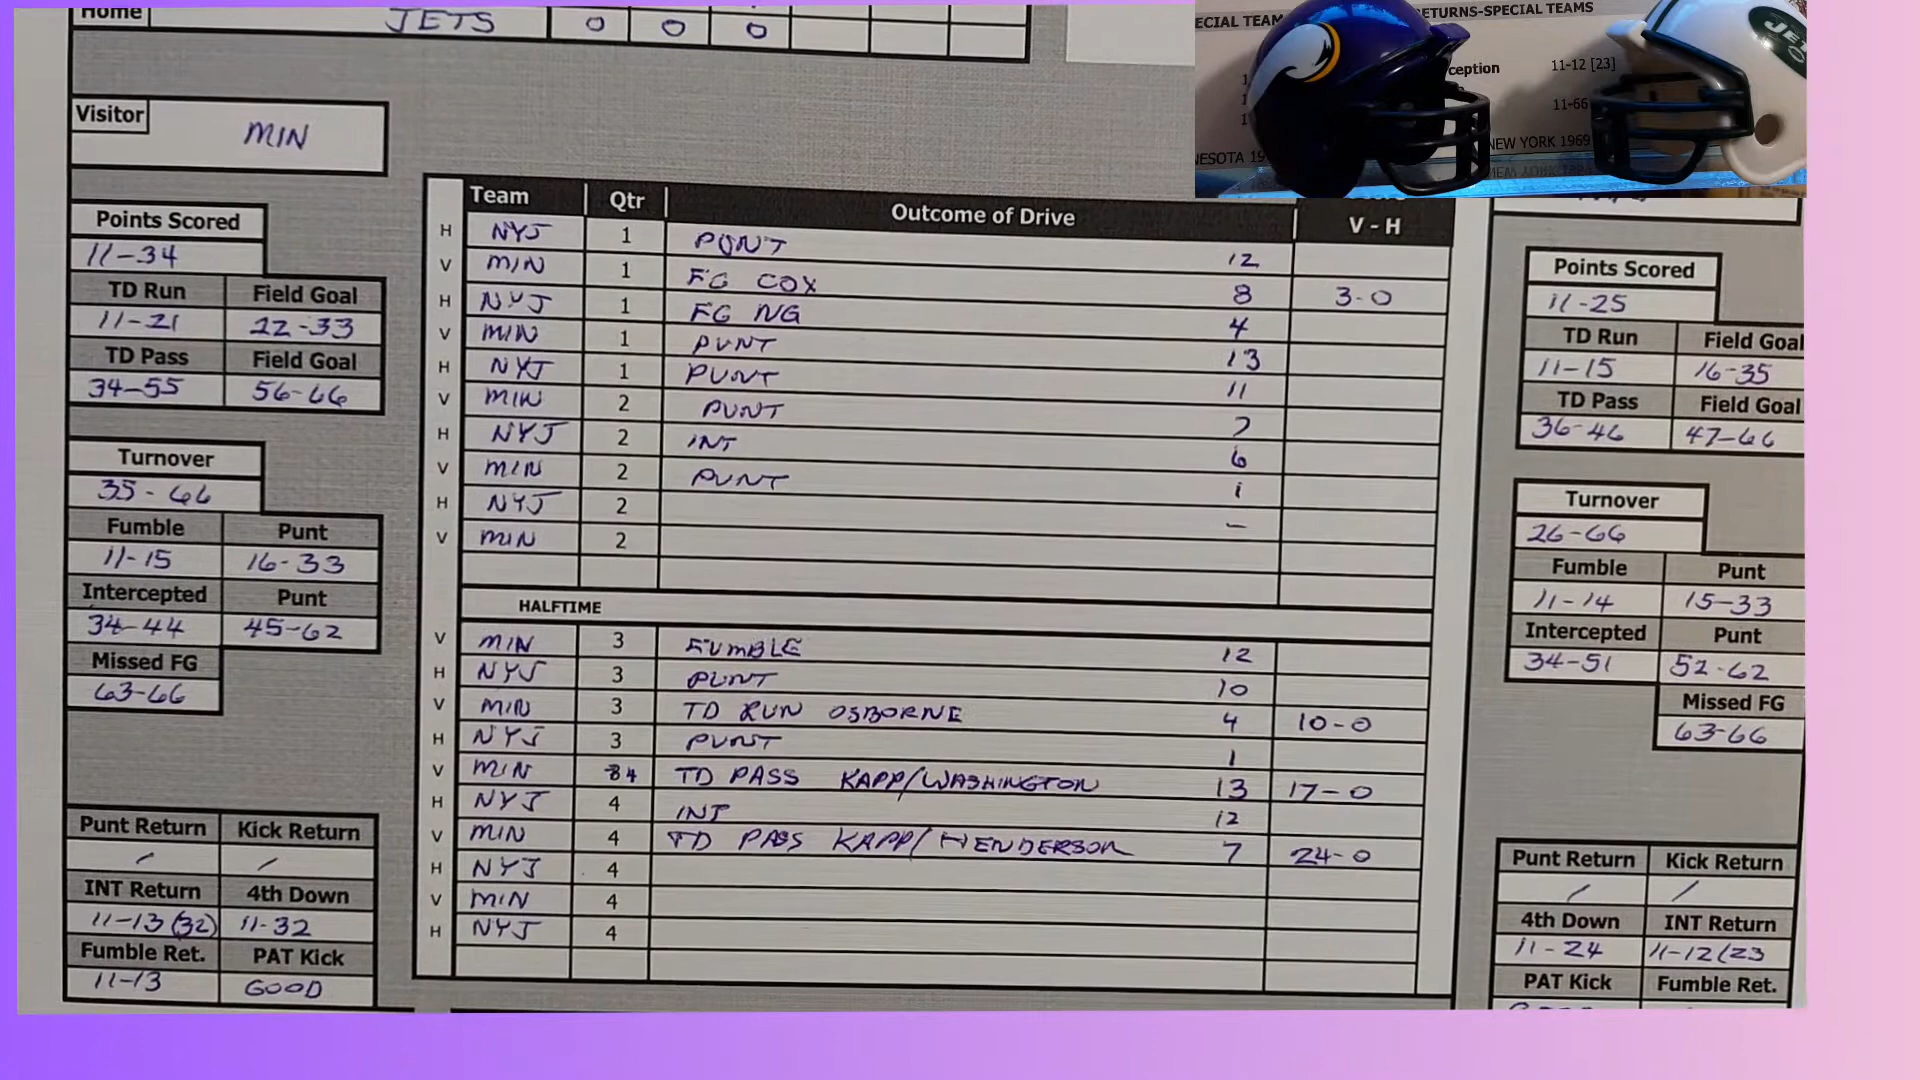 Home JETS 0 0 0
ECIAL TEAM
ETURNS-SPECIAL TEAMS
ception 11-12 [23]
11-66
NESOTA 19
NEW YORK 1969
Visitor MIN
Points Scored
11-34
TD Run Field Goal
11-21 22-33
TD Pass Field Goal
34-55 56-66
Turnover
35-66
Fumble Punt
11-15 16-33
Intercepted Punt
34-44 45-62
Missed FG
63-66
Punt Return Kick Return
/ /
INT Return 4th Down
11-13 (32) 11-32
Fumble Ret. PAT Kick
11-13 GOOD
Team Qtr Outcome of Drive V - H
H NYJ 1 PUNT 12
V MIN 1 FG COX 8 3-0
H NYJ 1 FG NG 4
V MIN 1 PUNT 13
H NYJ 1 PUNT 11
V MIN 2 PUNT 7
H NYJ 2 INT 6
V MIN 2 PUNT 1
H NYJ 2 -
V MIN 2
HALFTIME
V MIN 3 FUMBLE 12
H NYJ 3 PUNT 10
V MIN 3 TD RUN OSBORNE 4 10-0
H NYJ 3 PUNT 1
V MIN 4 TD PASS KAPP/WASHINGTON 13 17-0
H NYJ 4 INT 12
V MIN 4 TD PASS KAPP/HENDERSON 7 24-0
H NYJ 4
V MIN 4
H NYJ 4
Points Scored
11-25
TD Run Field Goal
11-15 16-35
TD Pass Field Goal
36-46 47-66
Turnover
26-66
Fumble Punt
11-14 15-33
Intercepted Punt
34-51 52-62
Missed FG
63-66
Punt Return Kick Return
/ /
4th Down INT Return
11-24 11-12(23
PAT Kick Fumble Ret.
JETS